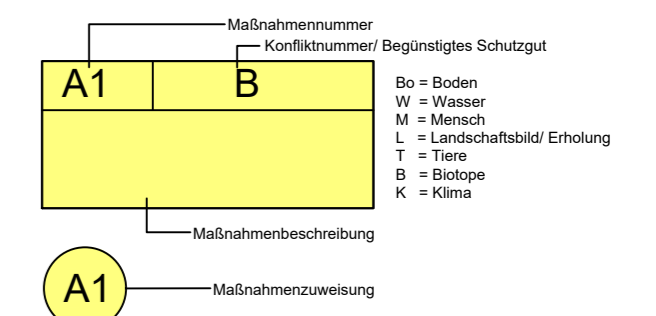 Maßnahmennummer
Konfliktnummer/ Begünstigtes Schutzgut
A1 B
Bo = Boden
W = Wasser
M = Mensch
L = Landschaftsbild/ Erholung
T = Tiere
B = Biotope
K = Klima
Maßnahmenbeschreibung
A1 Maßnahmenzuweisung